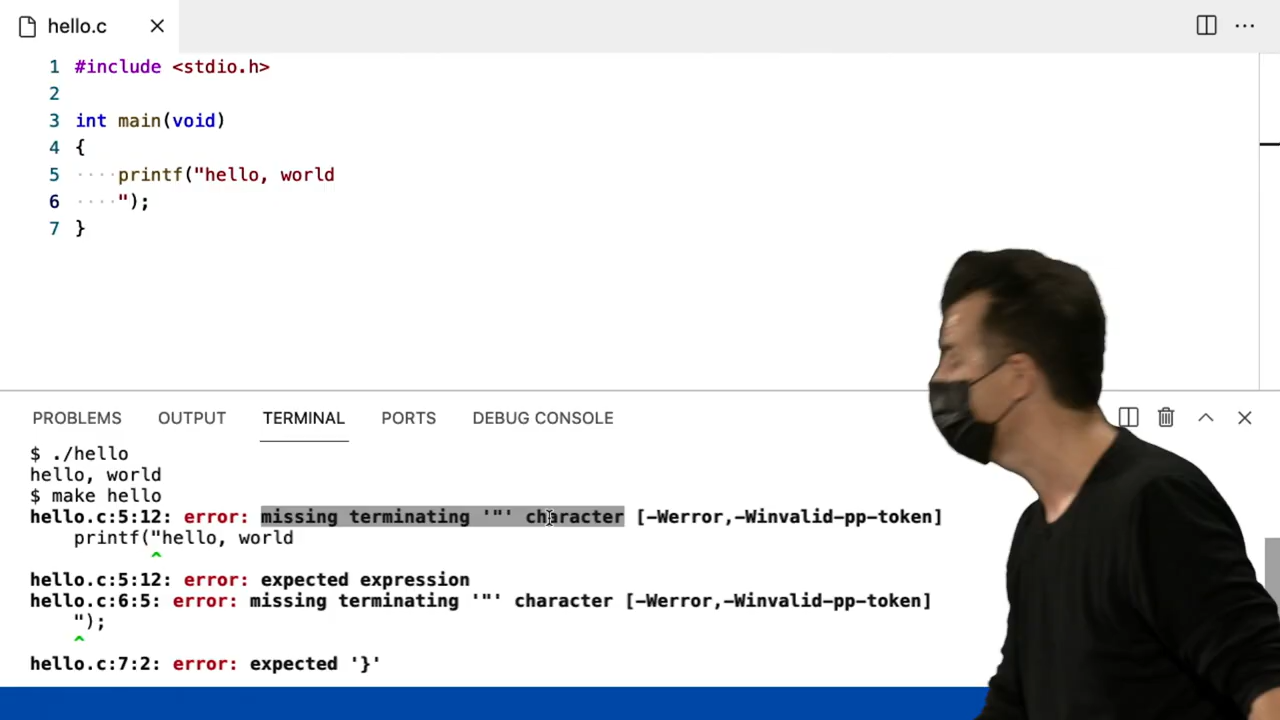 hello.c
1 #include <stdio.h>
2
3 int main(void)
4 {
5 ····printf("hello, world
6 ····");
7 }
PROBLEMS OUTPUT TERMINAL PORTS DEBUG CONSOLE
$ ./hello
hello, world
$ make hello
hello.c:5:12: error: missing terminating '"' character [-Werror,-Winvalid-pp-token]
printf("hello, world
^
hello.c:5:12: error: expected expression
hello.c:6:5: error: missing terminating '"' character [-Werror,-Winvalid-pp-token]
");
^
hello.c:7:2: error: expected '}'